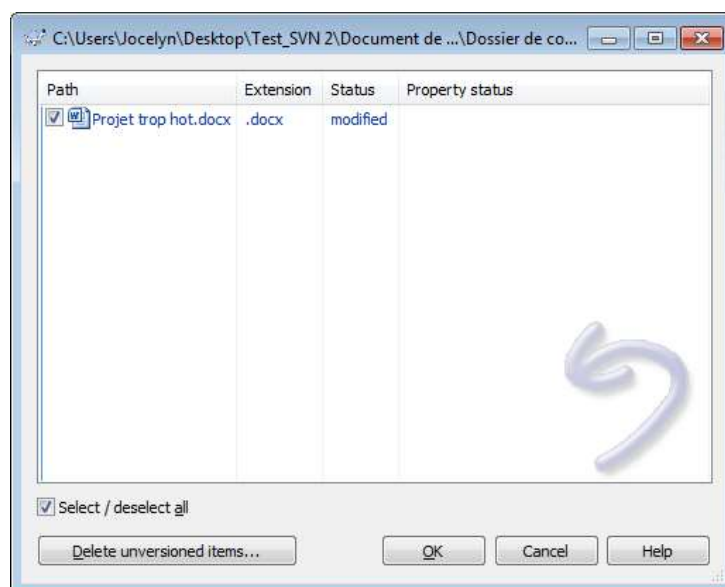 C:\Users\Jocelyn\Desktop\Test_SVN 2\Document de ...\Dossier de co...
Path Extension Status Property status
Projet trop hot.docx .docx modified
Select / deselect all
Delete unversioned items... OK Cancel Help